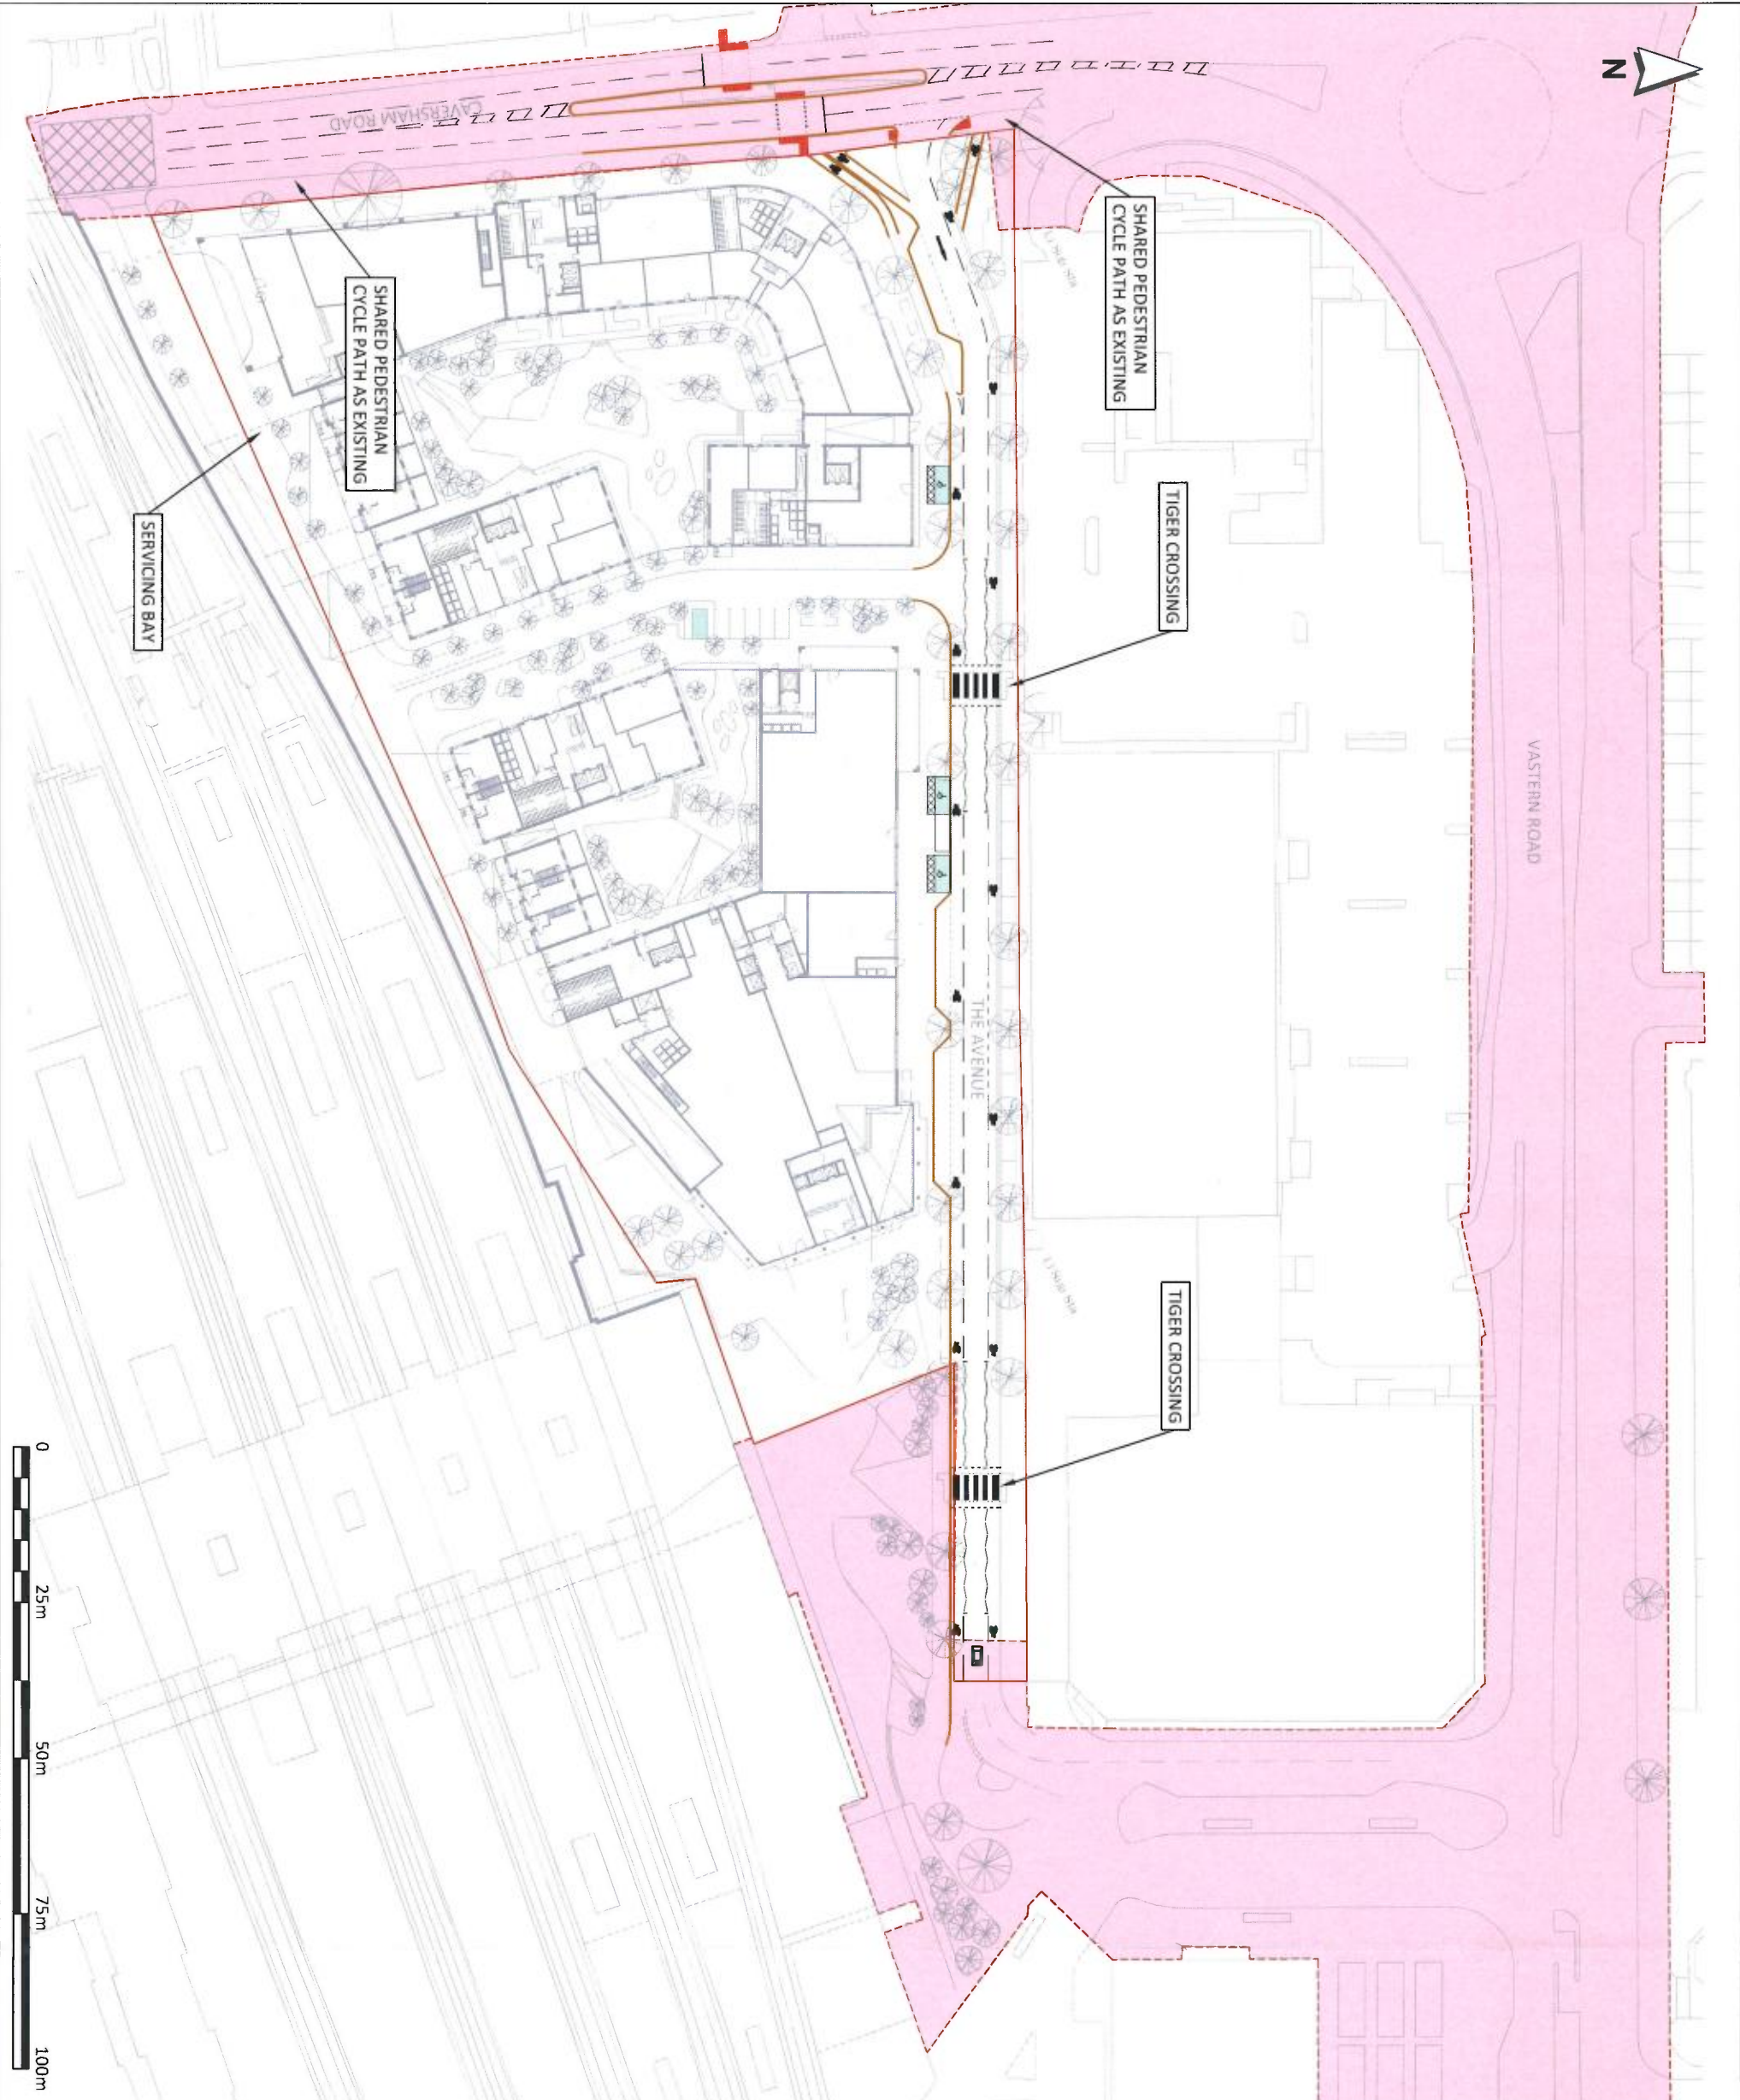 N
CAVERSHAM ROAD
SHARED PEDESTRIAN
CYCLE PATH AS EXISTING
SHARED PEDESTRIAN
CYCLE PATH AS EXISTING
SERVICING BAY
TIGER CROSSING
VASTERN ROAD
THE AVENUE
TIGER CROSSING
0
25m
50m
75m
100m